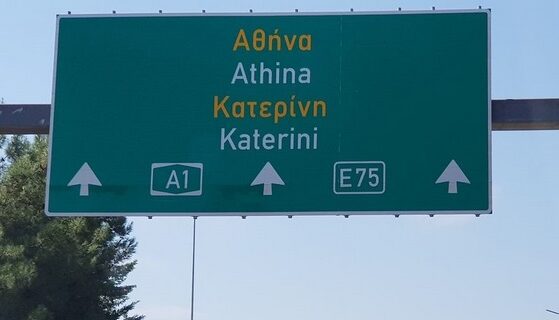 Αθήνα
Athina
Κατερίνη
Katerini
A1 E75